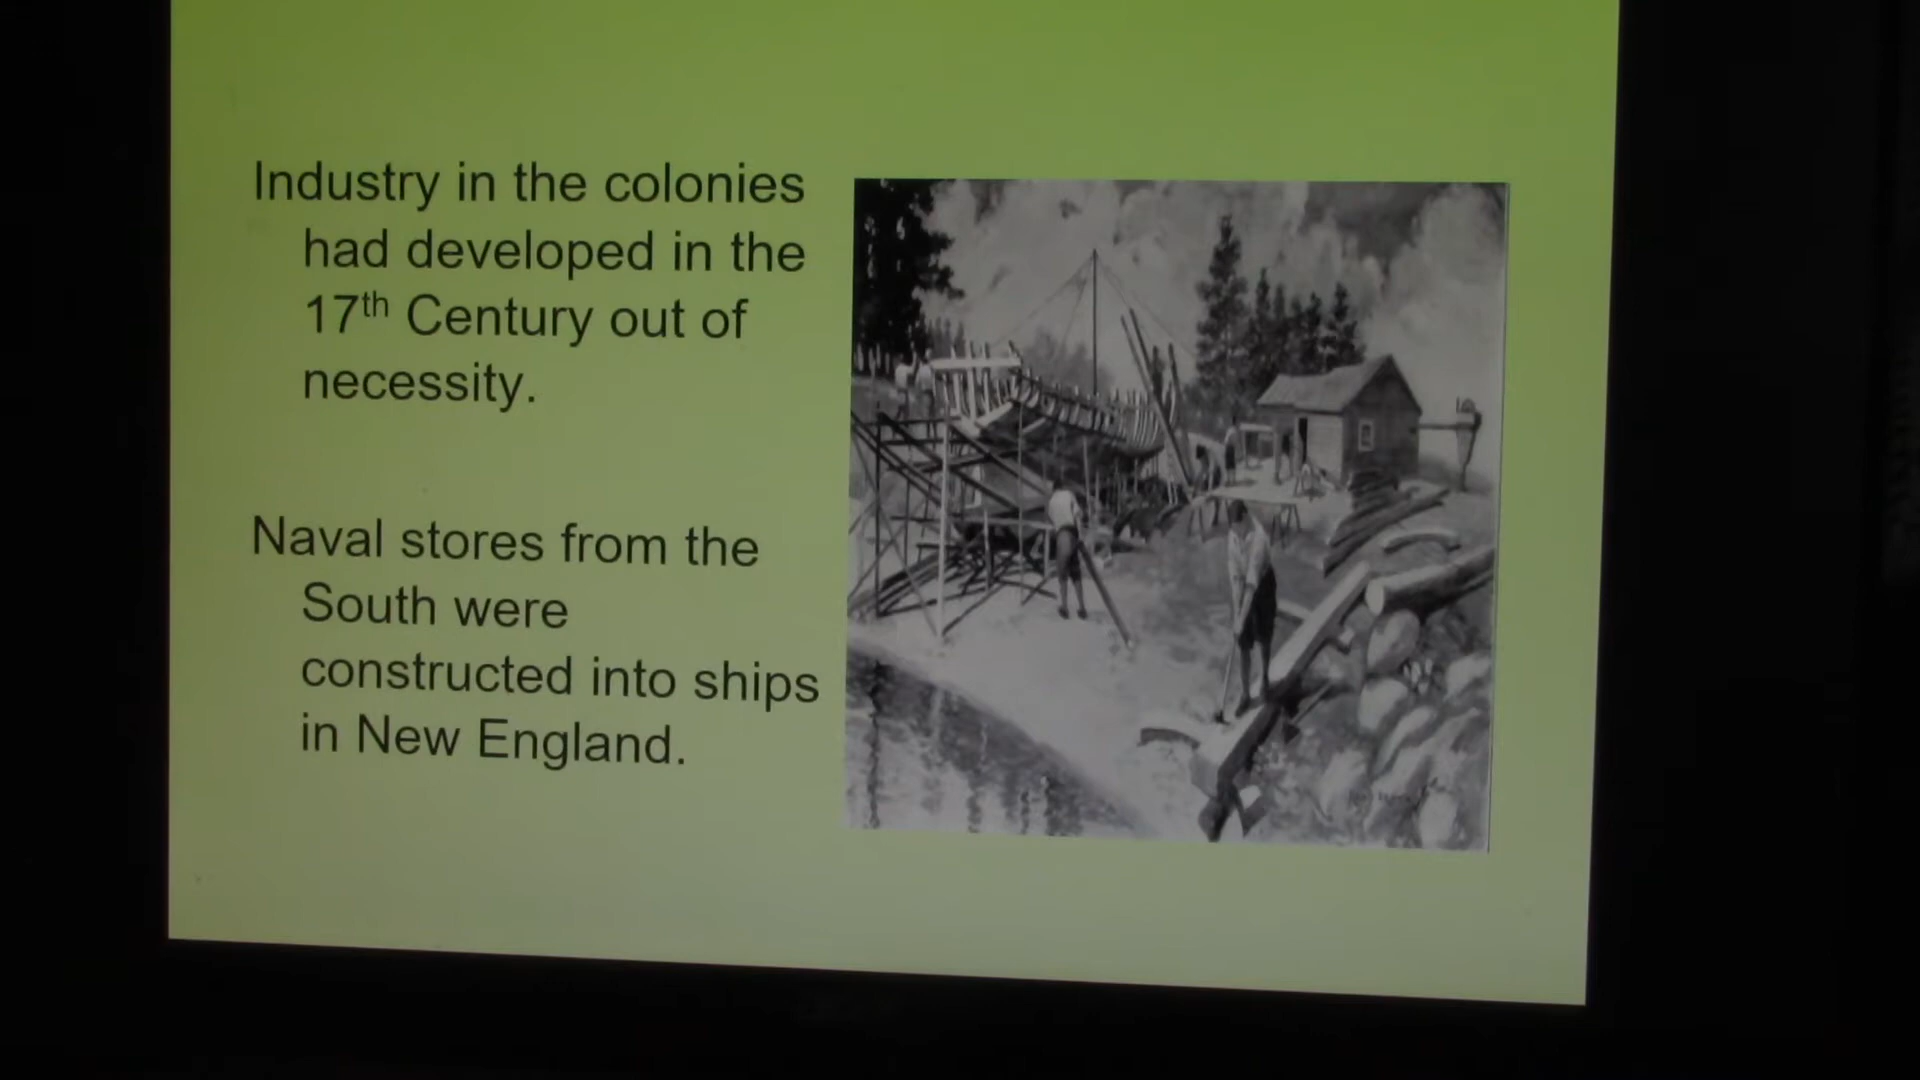 Industry in the colonies
had developed in the
17th Century out of
necessity.
Naval stores from the
South were
constructed into ships
in New England.